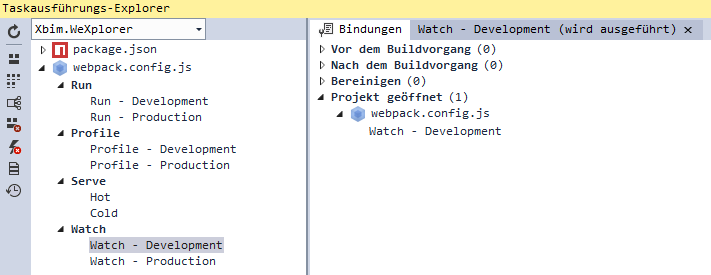 Taskausführungs-Explorer
Xbim.WeXplorer
package.json
webpack.config.js
Run
Run - Development
Run - Production
Profile
Profile - Development
Profile - Production
Serve
Hot
Cold
Watch
Watch - Development
Watch - Production
Bindungen
Watch - Development (wird ausgeführt)
Vor dem Buildvorgang (0)
Nach dem Buildvorgang (0)
Bereinigen (0)
Projekt geöffnet (1)
webpack.config.js
Watch - Development